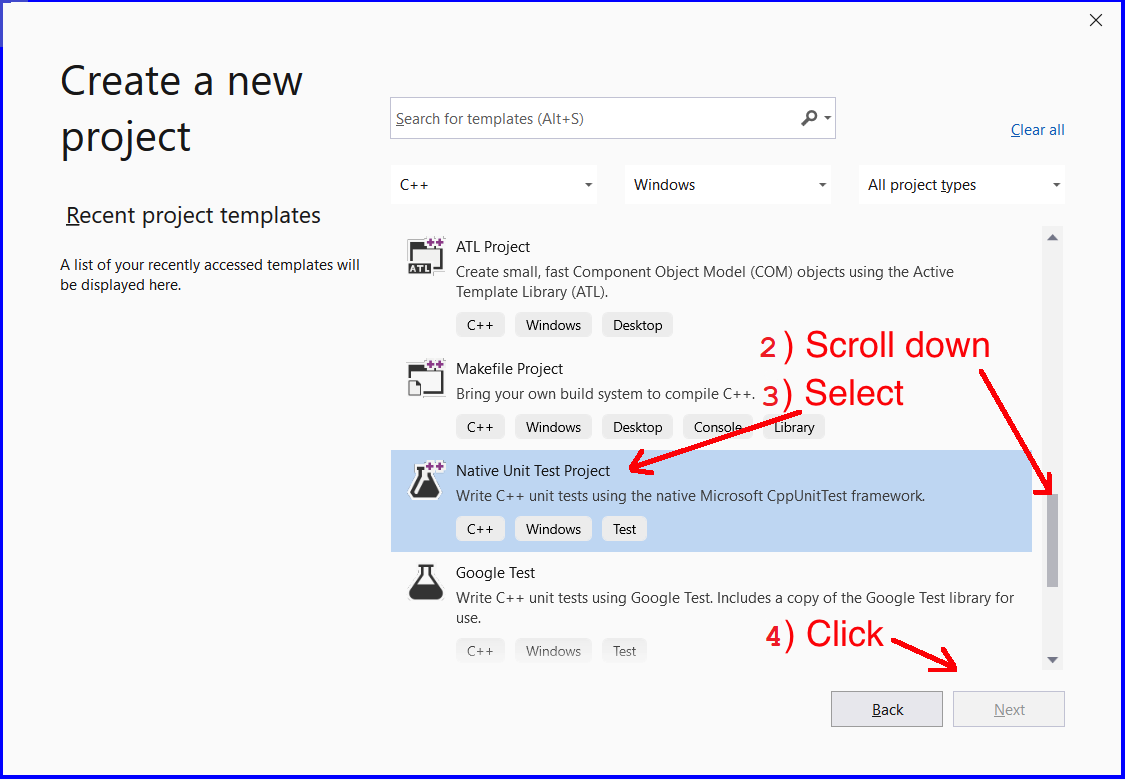 Create a new
project
Search for templates (Alt+S)
Clear all
C++
Windows
All project types
Recent project templates
A list of your recently accessed templates will
be displayed here.
ATL
ATL Project
Create small, fast Component Object Model (COM) objects using the Active
Template Library (ATL).
C++ Windows Desktop
2) Scroll down
Makefile Project
Bring your own build system to compile C++.
3) Select
C++ Windows Desktop Console Library
Native Unit Test Project
Write C++ unit tests using the native Microsoft CppUnitTest framework.
C++ Windows Test
Google Test
Write C++ unit tests using Google Test. Includes a copy of the Google Test library for
use.
4) Click
C++ Windows Test
Back
Next